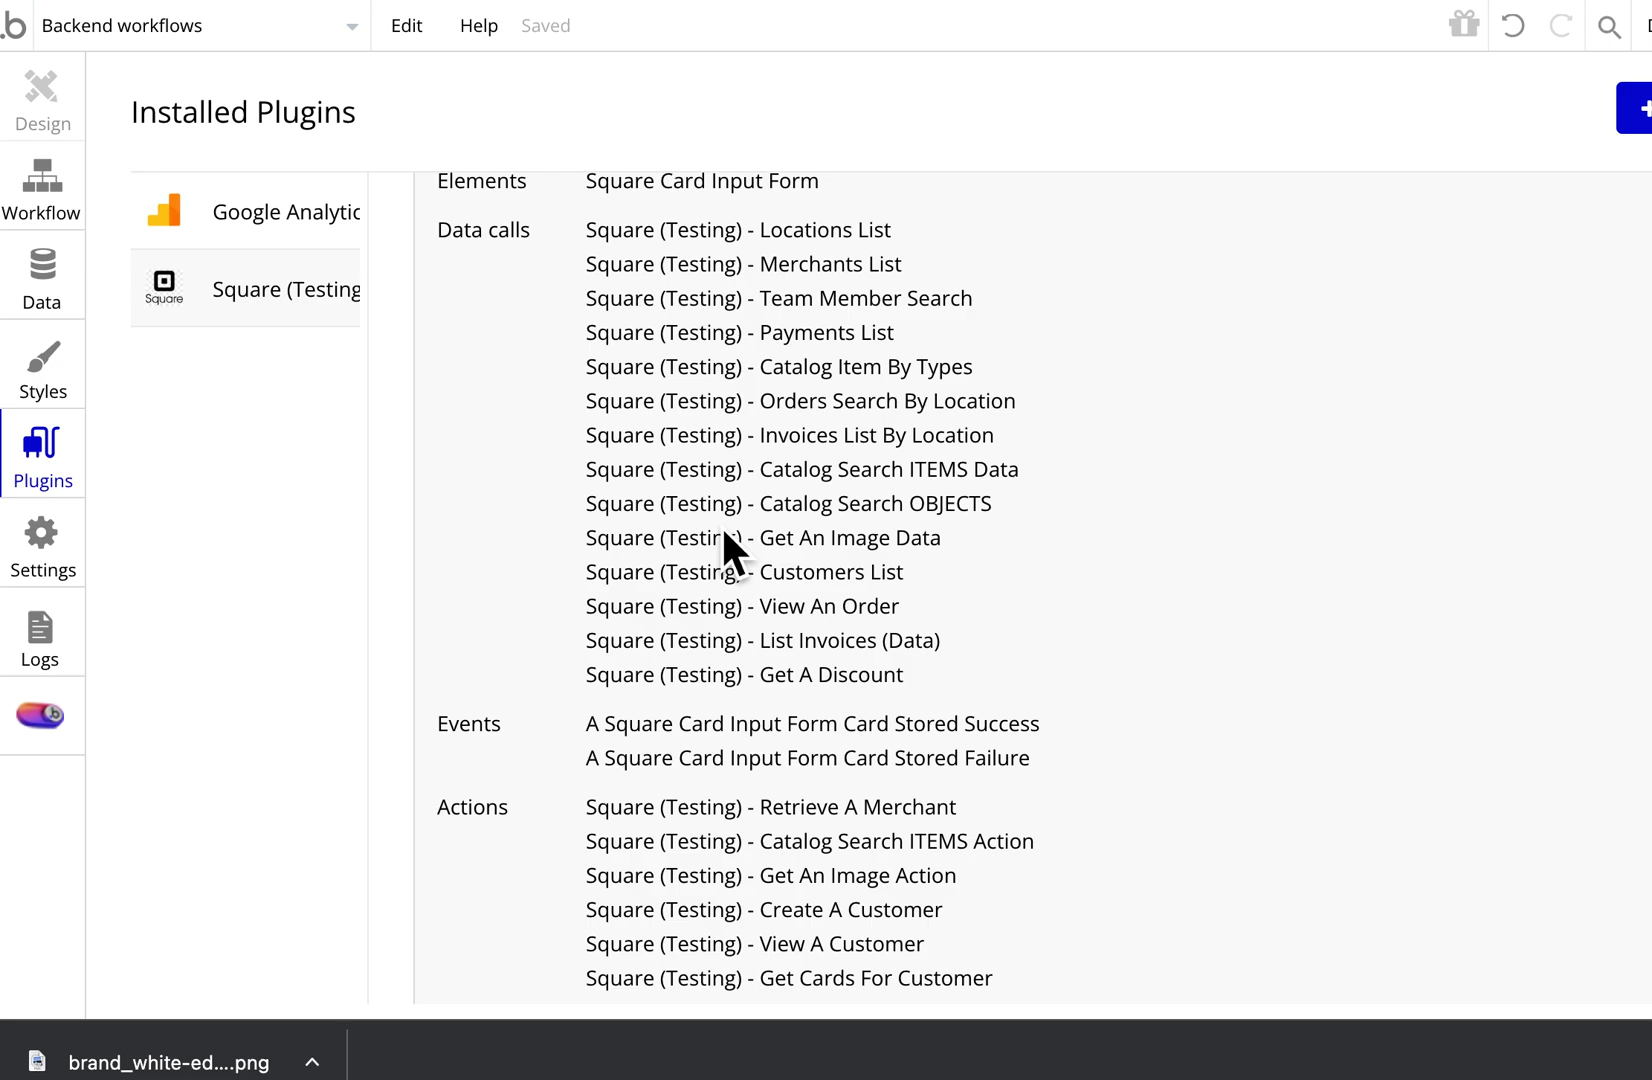 .b
Backend workflows
Edit
Help
Saved
Design
Workflow
Data
Styles
Plugins
Settings
Logs
Installed Plugins
Google Analytic
Square
Square (Testing
Elements
Square Card Input Form
Data calls
Square (Testing) - Locations List
Square (Testing) - Merchants List
Square (Testing) - Team Member Search
Square (Testing) - Payments List
Square (Testing) - Catalog Item By Types
Square (Testing) - Orders Search By Location
Square (Testing) - Invoices List By Location
Square (Testing) - Catalog Search ITEMS Data
Square (Testing) - Catalog Search OBJECTS
Square (Testing) - Get An Image Data
Square (Testing) - Customers List
Square (Testing) - View An Order
Square (Testing) - List Invoices (Data)
Square (Testing) - Get A Discount
Events
A Square Card Input Form Card Stored Success
A Square Card Input Form Card Stored Failure
Actions
Square (Testing) - Retrieve A Merchant
Square (Testing) - Catalog Search ITEMS Action
Square (Testing) - Get An Image Action
Square (Testing) - Create A Customer
Square (Testing) - View A Customer
Square (Testing) - Get Cards For Customer
brand_white-ed....png